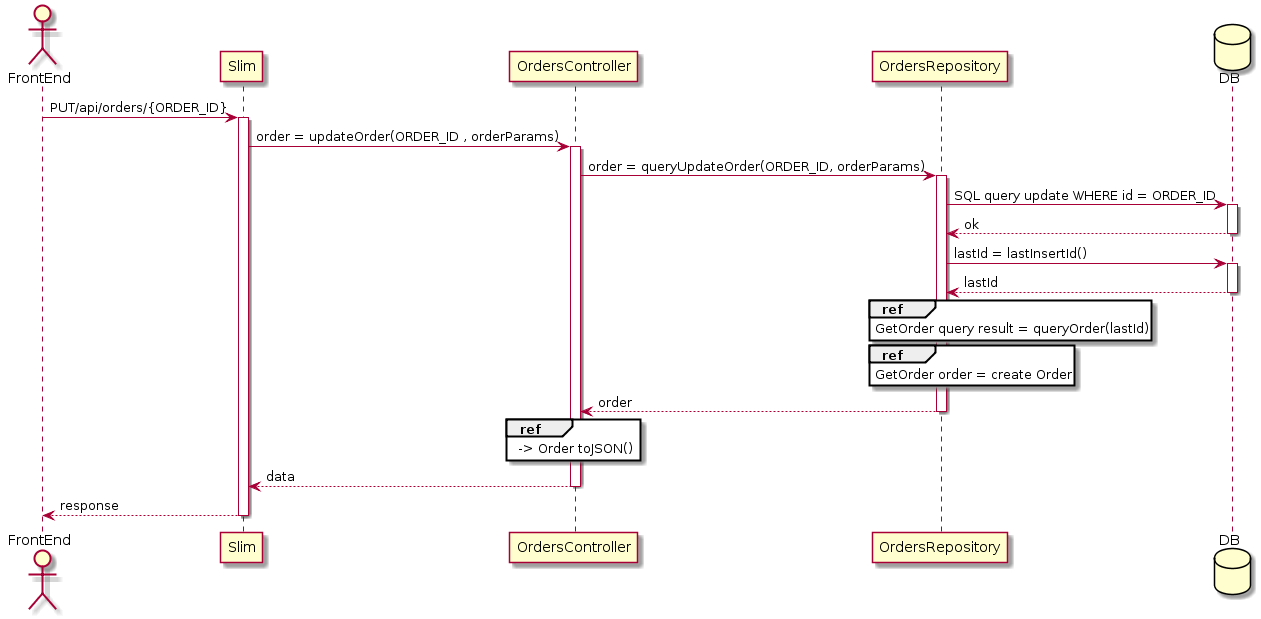 FrontEnd
Slim
OrdersController
OrdersRepository
DB
PUT/api/orders/{ORDER_ID}
order = updateOrder(ORDER_ID , orderParams)
order = queryUpdateOrder(ORDER_ID, orderParams)
SQL query update WHERE id = ORDER_ID
ok
lastId = lastInsertId()
lastId
ref
GetOrder query result = queryOrder(lastId)
ref
GetOrder order = create Order
order
ref
-> Order toJSON()
data
response
FrontEnd
Slim
OrdersController
OrdersRepository
DB